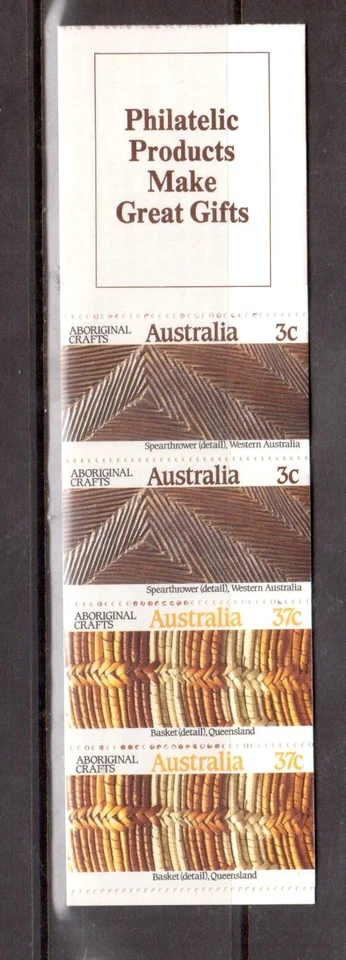 Philatelic
Products
Make
Great Gifts
ABORIGINAL CRAFTS Australia 3c
Spearthrower (detail), Western Australia
ABORIGINAL CRAFTS Australia 3c
Spearthrower (detail), Western Australia
ABORIGINAL CRAFTS Australia 37c
Basket (detail), Queensland
ABORIGINAL CRAFTS Australia 37c
Basket (detail), Queensland